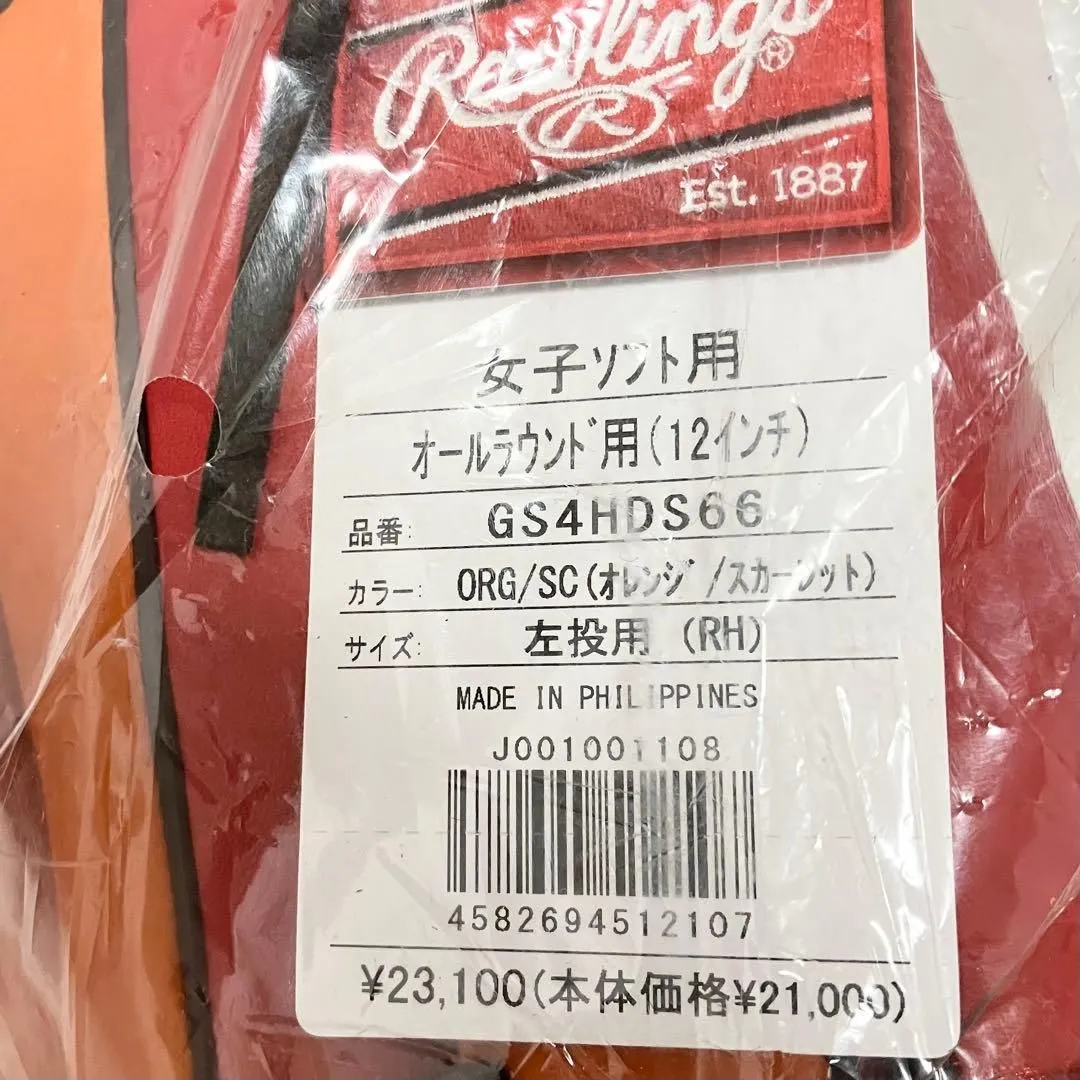 Rawlings®
R
Est. 1887
女子ソフト用
オールラウンド用(12インチ)
品番: GS4HDS66
カラー: ORG/SC(オレンジ/スカーレット)
サイズ: 左投用 (RH)
MADE IN PHILIPPINES
J001001108
4582694512107
¥23,100(本体価格¥21,000)